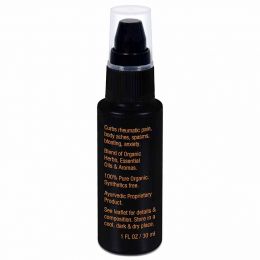 Curbs rheumatic pain,
body aches, spasms,
bloating, anxiety.
Blend of Organic
Herbs, Essential
Oils & Aromas.
100% Pure Organic.
Synthetics free.
Ayurvedic Proprietary
Product.
See leaflet for details &
composition. Store in a
cool, dark & dry place.
1 FL OZ / 30 ml